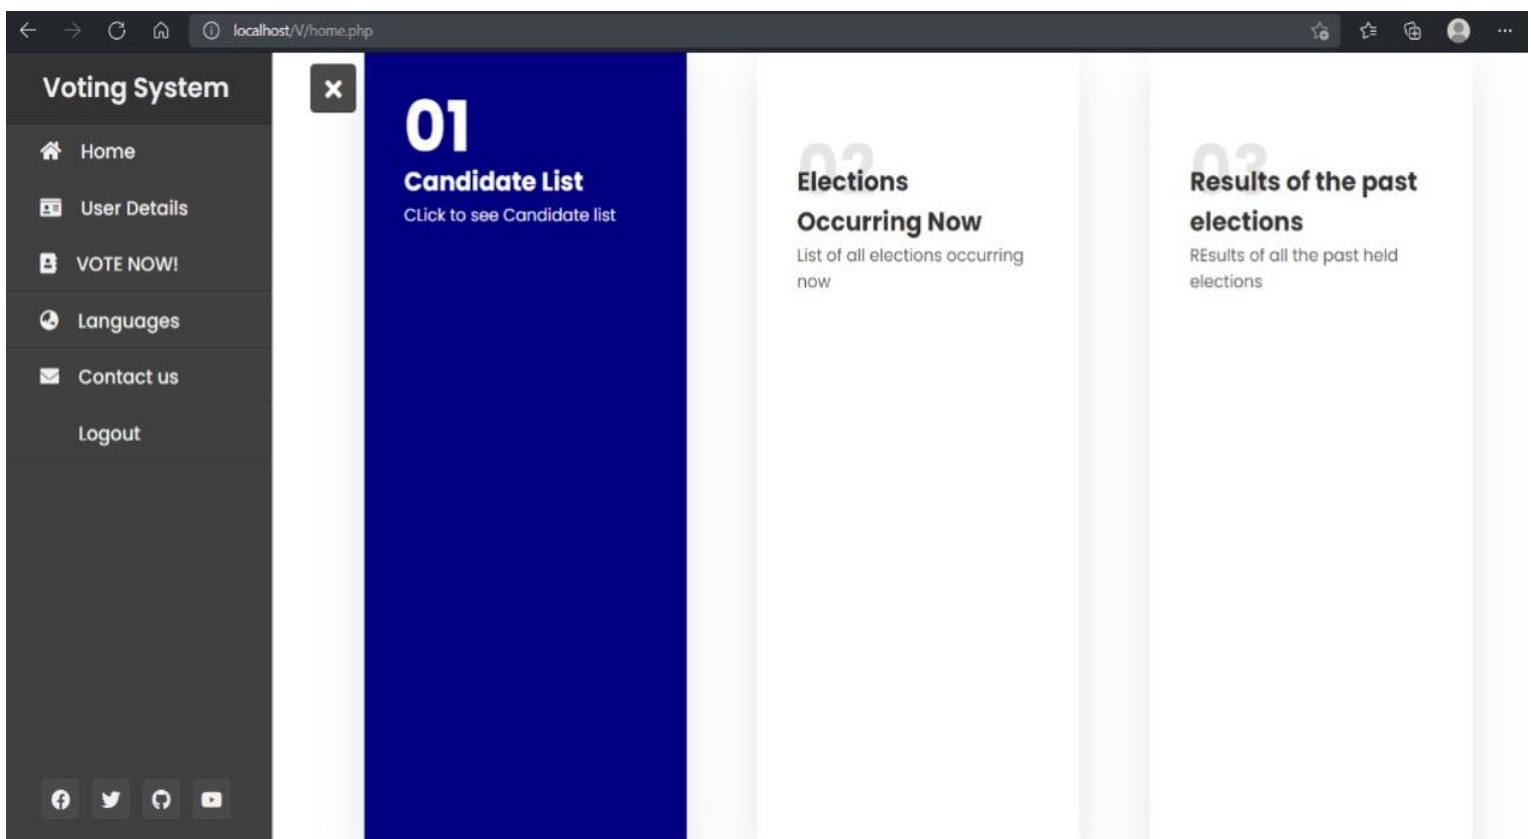 localhost/V/home.php
Voting System
Home
User Details
VOTE NOW!
Languages
Contact us
Logout
01
Candidate List
CLick to see Candidate list
02
Elections
Occurring Now
List of all elections occurring
now
03
Results of the past
elections
REsults of all the past held
elections